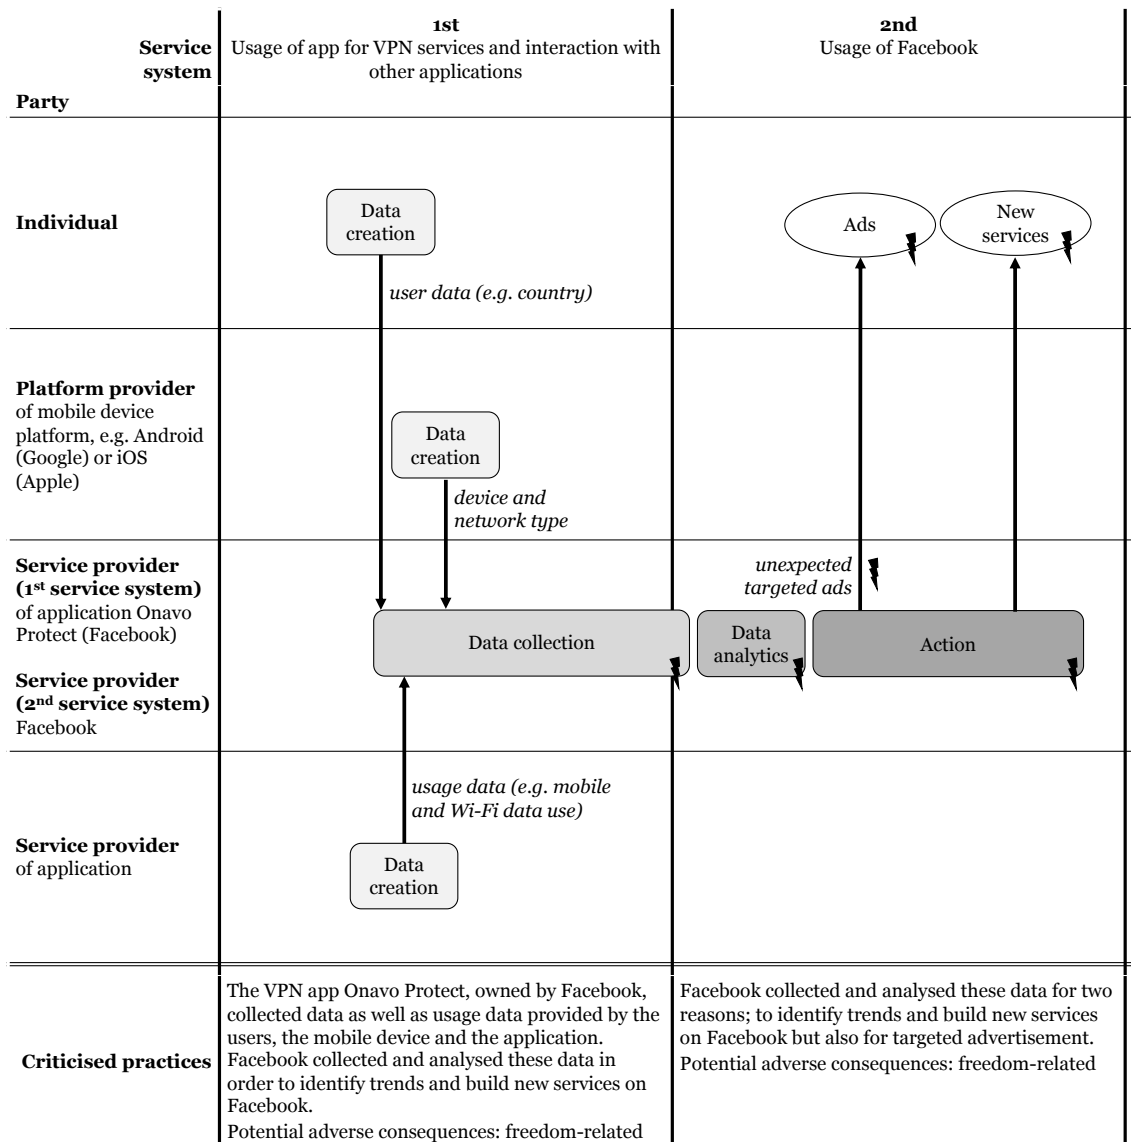 1st
Usage of app for VPN services and interaction with
other applications
2nd
Usage of Facebook
Service
system
Party
Individual
Data
creation
Ads
New
services
user data (e.g. country)
Platform provider
of mobile device
platform, e.g. Android
(Google) or iOS
(Apple)
Data
creation
device and
network type
Service provider
(1st service system)
of application Onavo
Protect (Facebook)
Service provider
(2nd service system)
Facebook
unexpected
targeted ads
Data collection
Data
analytics
Action
usage data (e.g. mobile
and Wi-Fi data use)
Service provider
of application
Data
creation
Criticised practices
The VPN app Onavo Protect, owned by Facebook,
collected data as well as usage data provided by the
users, the mobile device and the application.
Facebook collected and analysed these data in
order to identify trends and build new services on
Facebook.
Potential adverse consequences: freedom-related
Facebook collected and analysed these data for two
reasons; to identify trends and build new services
on Facebook but also for targeted advertisement.
Potential adverse consequences: freedom-related